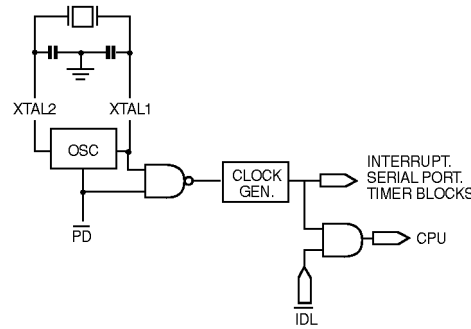 XTAL2
XTAL1
OSC
PD
CLOCK
GEN.
INTERRUPT.
SERIAL PORT.
TIMER BLOCKS
CPU
IDL